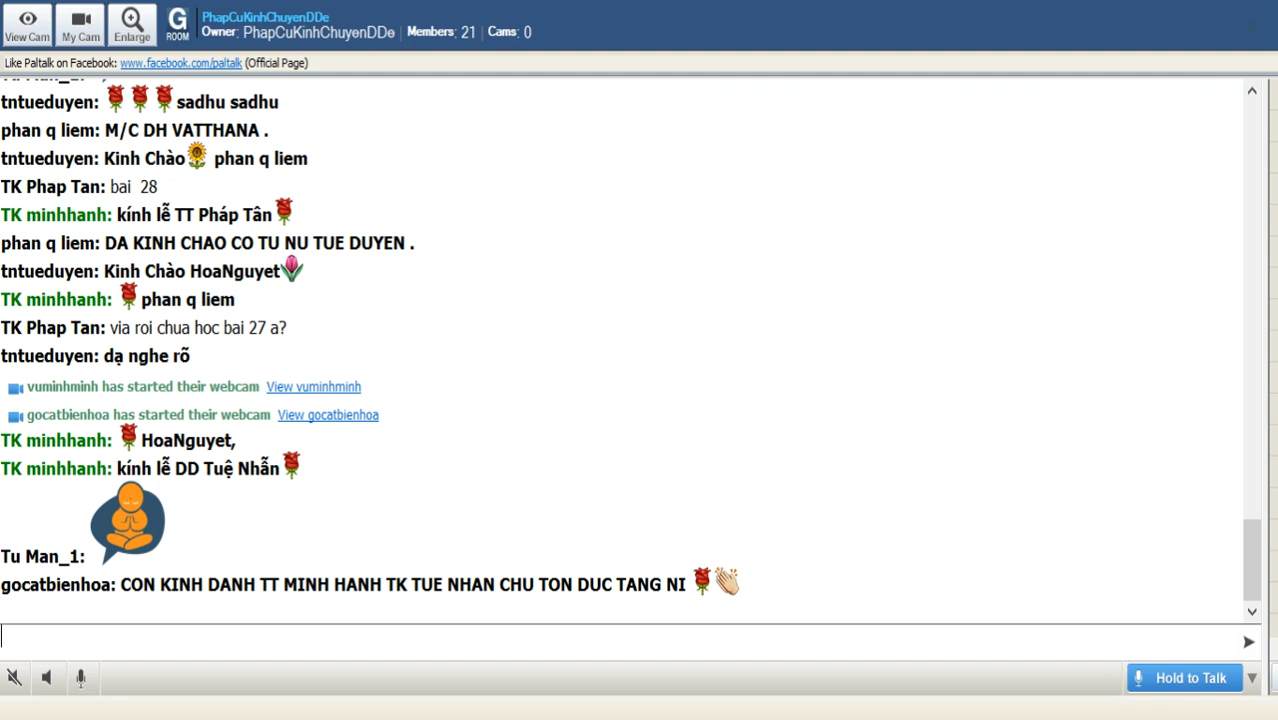 View Cam
My Cam
Enlarge
G
ROOM
PhapCuKinhChuyenDDe
Owner: PhapCuKinhChuyenDDe Members: 21 Cams: 0
Like Paltalk on Facebook: www.facebook.com/paltalk (Official Page)
tntueduyen: sadhu sadhu
phan q liem: M/C DH VATTHANA .
tntueduyen: Kinh Chào phan q liem
TK Phap Tan: bai 28
TK minhhanh: kính lễ TT Pháp Tân
phan q liem: DA KINH CHAO CO TU NU TUE DUYEN .
tntueduyen: Kinh Chào HoaNguyet
TK minhhanh: phan q liem
TK Phap Tan: via roi chua hoc bai 27 a?
tntueduyen: dạ nghe rõ
vuminhminh has started their webcam View vuminhminh
gocatbienhoa has started their webcam View gocatbienhoa
TK minhhanh: HoaNguyet,
TK minhhanh: kính lễ DD Tuệ Nhẫn
Tu Man_1:
gocatbienhoa: CON KINH DANH TT MINH HANH TK TUE NHAN CHU TON DUC TANG NI
Hold to Talk